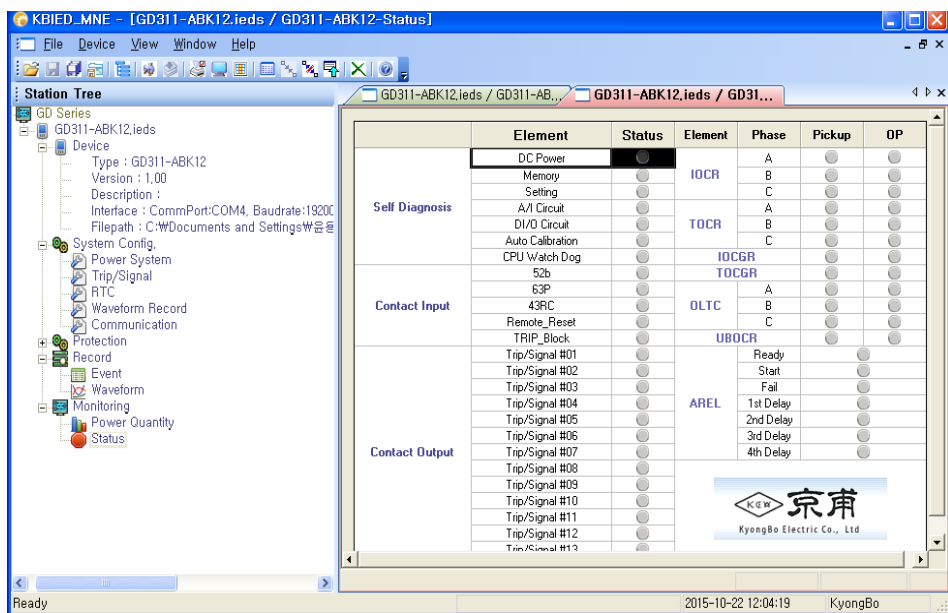 KBIED_MNE - [GD311-ABK12.ieds / GD311-ABK12-Status]
File Device View Window Help
Station Tree
GD Series
GD311-ABK12,ieds
Device
Type : GD311-ABK12
Version : 1,00
Description :
Interface : CommPort:COM4, Baudrate:19200
Filepath : C:₩Documents and Settings₩윤용
System Config,
Power System
Trip/Signal
RTC
Waveform Record
Communication
Protection
Record
Event
Waveform
Monitoring
Power Quantity
Status
GD311-ABK12,ieds / GD311-AB...
GD311-ABK12,ieds / GD31...
Element Status Element Phase Pickup OP
Self Diagnosis
DC Power
Memory
Setting
A/I Circuit
DI/O Circuit
Auto Calibration
CPU Watch Dog
Contact Input
52b
63P
43RC
Remote_Reset
TRIP_Block
Contact Output
Trip/Signal #01
Trip/Signal #02
Trip/Signal #03
Trip/Signal #04
Trip/Signal #05
Trip/Signal #06
Trip/Signal #07
Trip/Signal #08
Trip/Signal #09
Trip/Signal #10
Trip/Signal #11
Trip/Signal #12
Trip/Signal #13
IOCR
A
B
C
TOCR
A
B
C
IOCGR
TOCGR
OLTC
A
B
C
UBOCR
AREL
Ready
Start
Fail
1st Delay
2nd Delay
3rd Delay
4th Delay
KEW 京甫
KyongBo Electric Co., Ltd
Ready
2015-10-22 12:04:19
KyongBo